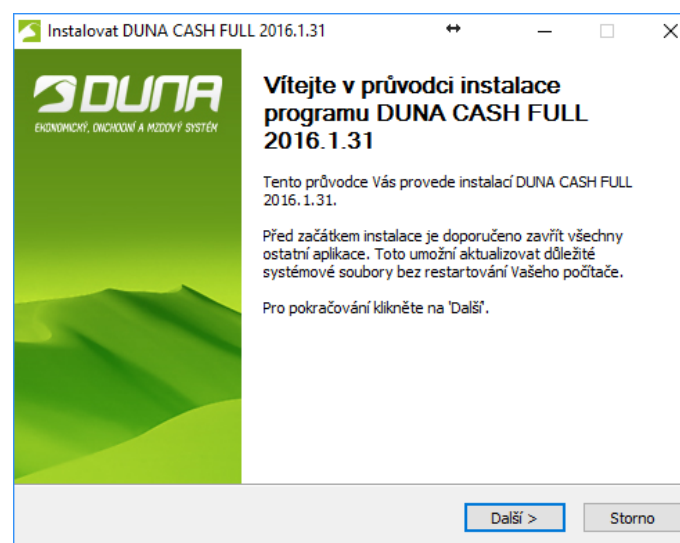 Instalovat DUNA CASH FULL 2016.1.31
DUNA
EKONOMICKÝ, ONCHODNÍ A MZDOVÝ SYSTÉM
Vítejte v průvodci instalace
programu DUNA CASH FULL
2016.1.31
Tento průvodce Vás provede instalací DUNA CASH FULL
2016.1.31.
Před začátkem instalace je doporučeno zavřít všechny
ostatní aplikace. Toto umožní aktualizovat důležité
systémové soubory bez restartování Vašeho počítače.
Pro pokračování klikněte na 'Další'.
Další >
Storno